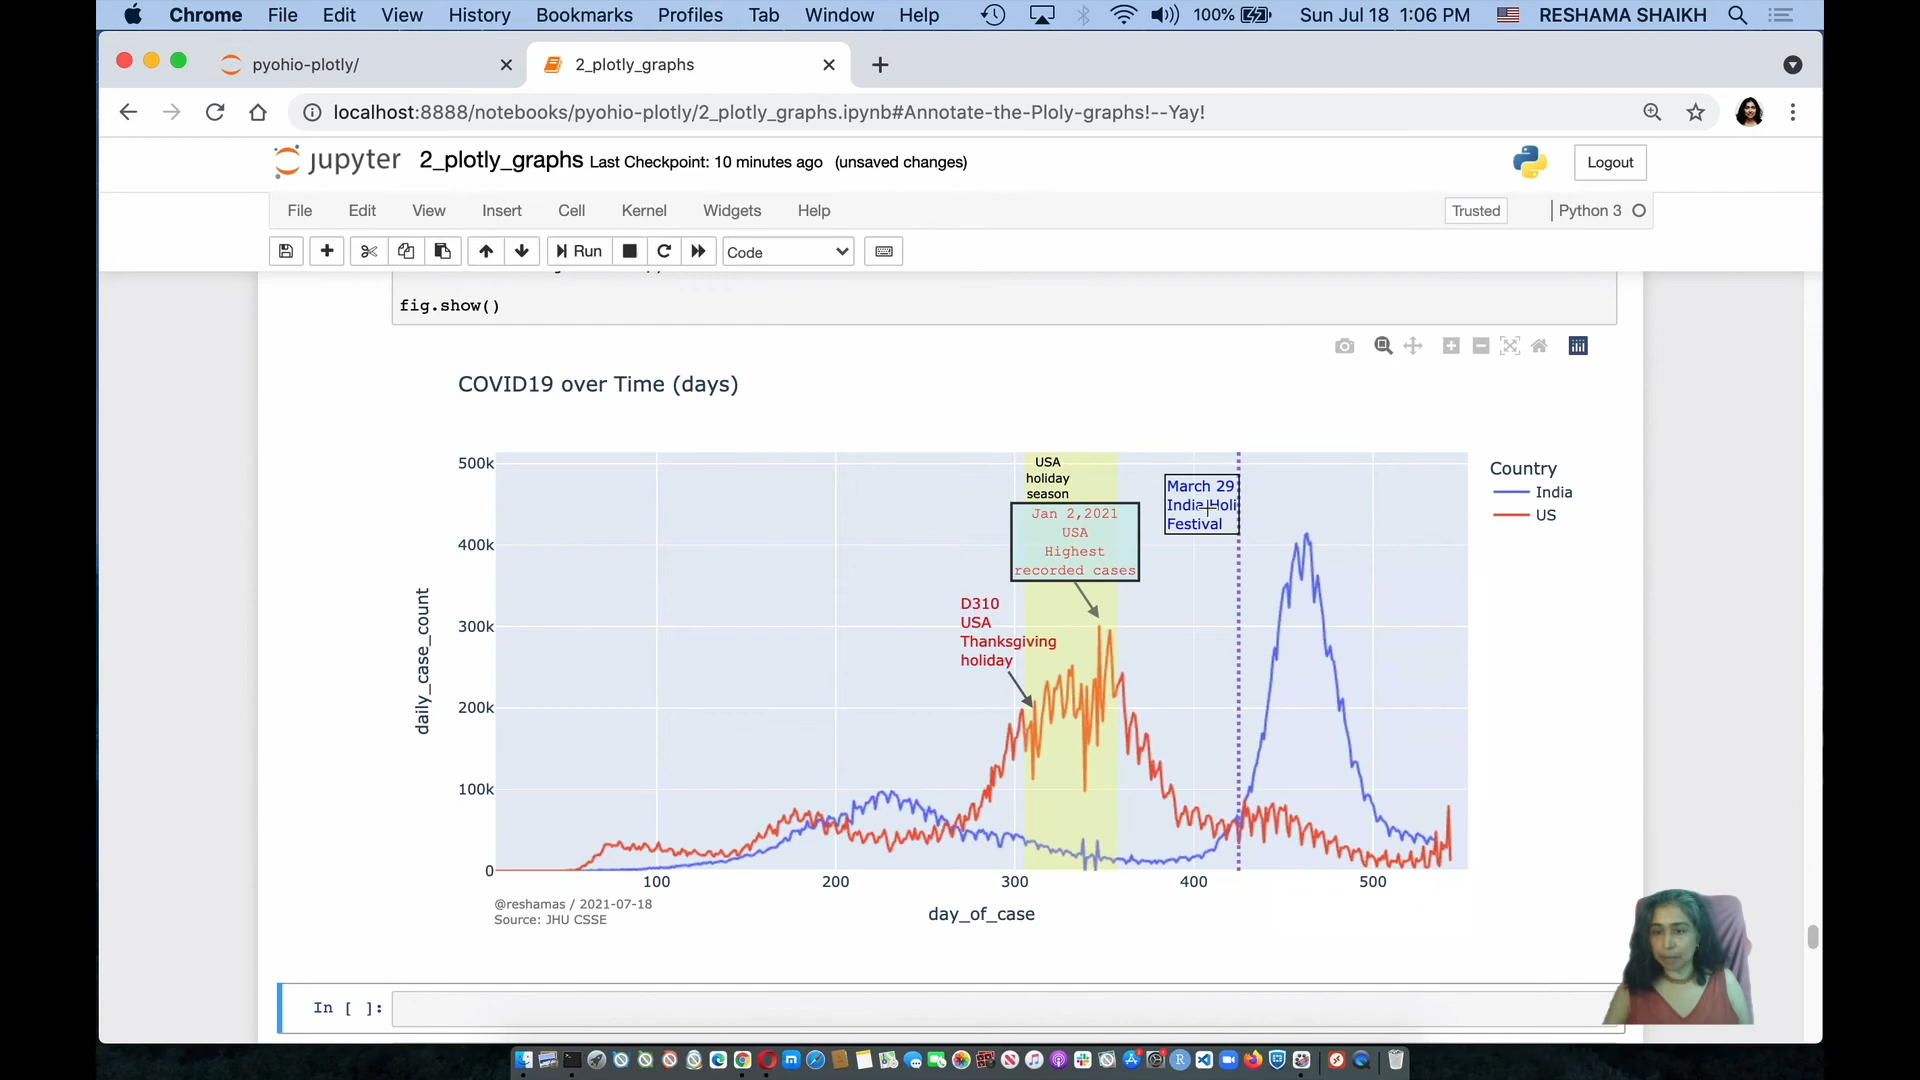 Chrome File Edit View History Bookmarks Profiles Tab Window Help 100% Sun Jul 18 1:06 PM RESHAMA SHAIKH
pyohio-plotly/ 2_plotly_graphs
localhost:8888/notebooks/pyohio-plotly/2_plotly_graphs.ipynb#Annotate-the-Ploly-graphs!--Yay!
jupyter 2_plotly_graphs Last Checkpoint: 10 minutes ago (unsaved changes) Logout
File Edit View Insert Cell Kernel Widgets Help Trusted Python 3
Run Code
fig.show()
COVID19 over Time (days)
500k
400k
300k
200k
100k
0
daily_case_count
USA
holiday
season
Jan 2,2021
USA
Highest
recorded cases
D310
USA
Thanksgiving
holiday
March 29
India Holi
Festival
Country
India
US
100 200 300 400 500
day_of_case
@reshamas / 2021-07-18
Source: JHU CSSE
In [ ]: